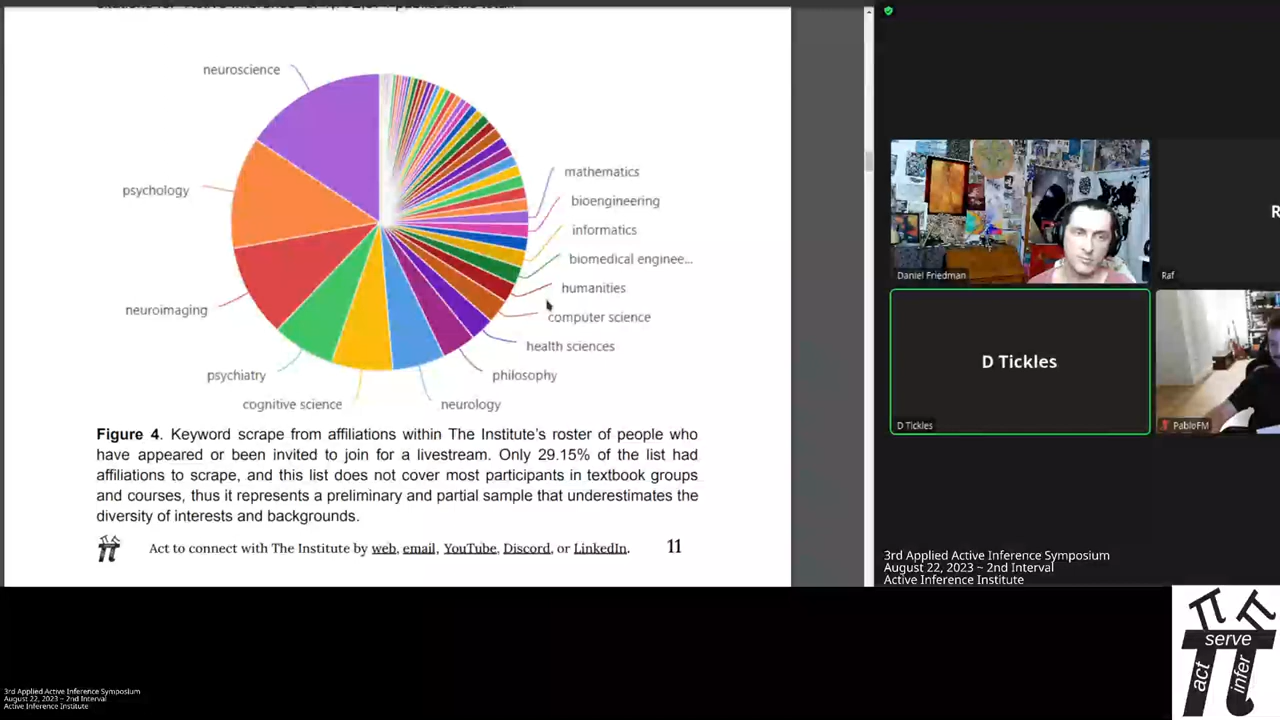 neuroscience
psychology
neuroimaging
psychiatry
cognitive science
neurology
philosophy
health sciences
computer science
humanities
biomedical enginee...
informatics
bioengineering
mathematics
Figure 4. Keyword scrape from affiliations within The Institute's roster of people who
have appeared or been invited to join for a livestream. Only 29.15% of the list had
affiliations to scrape, and this list does not cover most participants in textbook groups
and courses, thus it represents a preliminary and partial sample that underestimates the
diversity of interests and backgrounds.
Act to connect with The Institute by web, email, YouTube, Discord, or LinkedIn.
11
Daniel Friedman
R
Raf
D Tickles
D Tickles
PabloFM
3rd Applied Active Inference Symposium
August 22, 2023 ~ 2nd Interval
Active Inference Institute
serve
act
infer
3rd Applied Active Inference Symposium
August 22, 2023 ~ 2nd Interval
Active Inference Institute